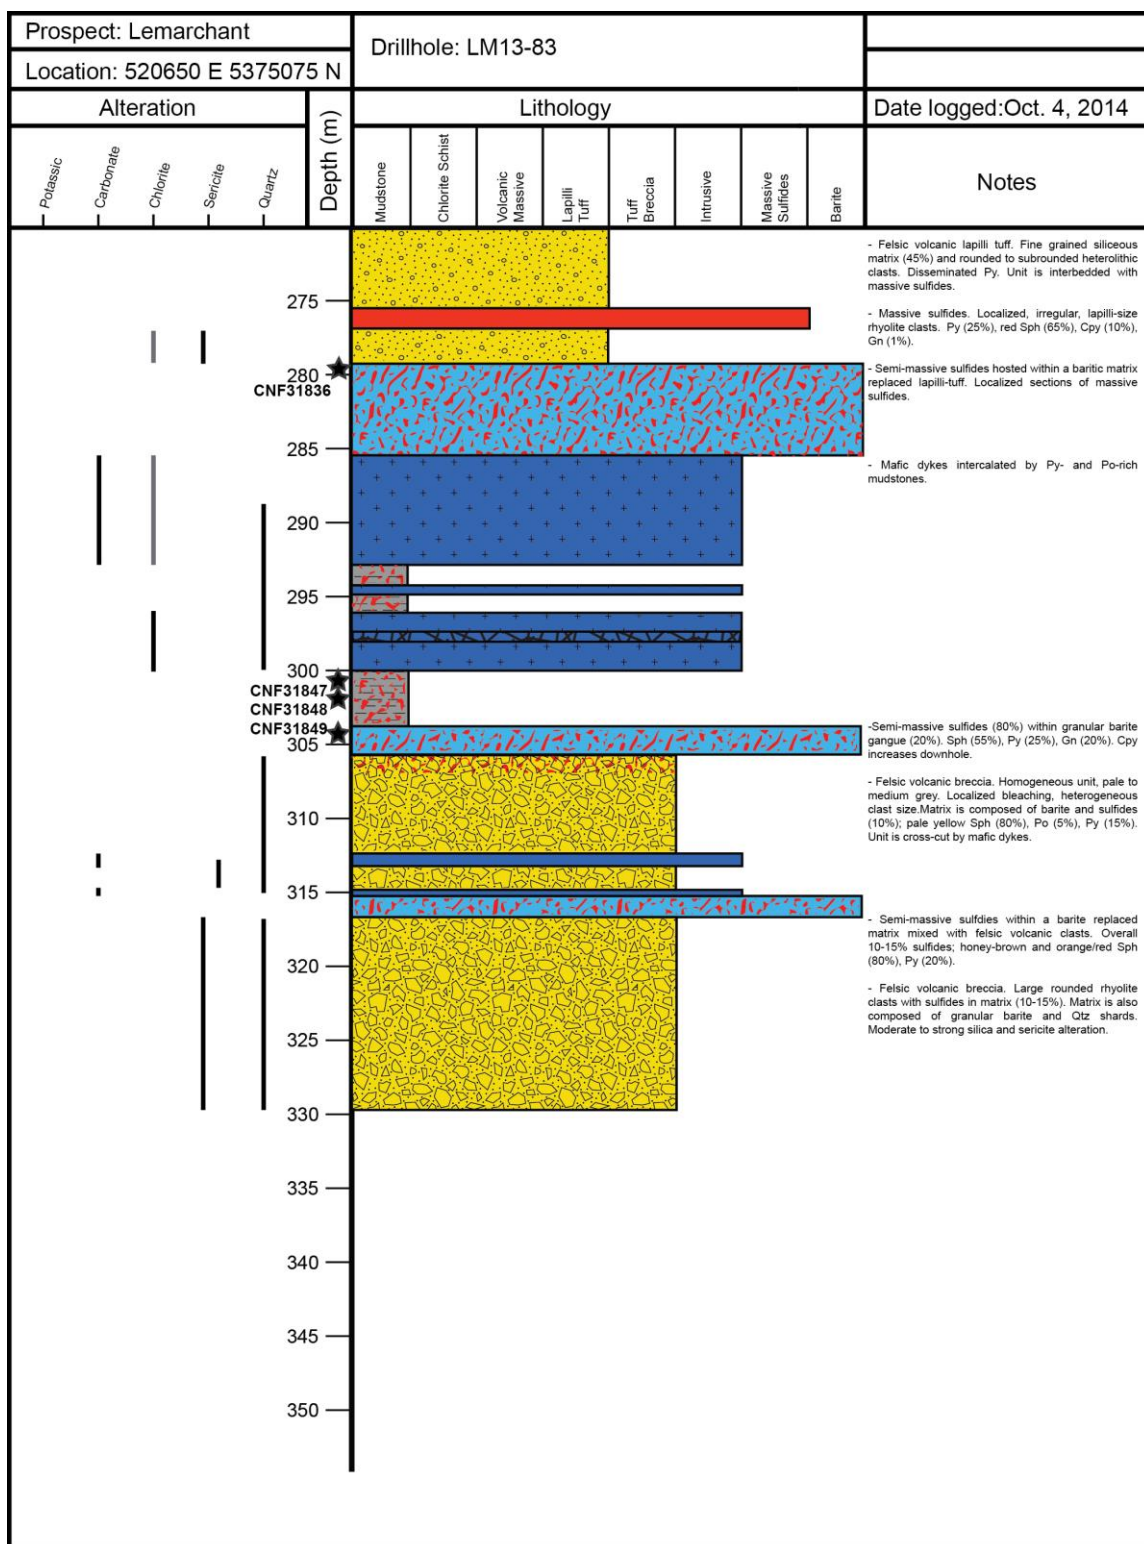 Prospect: Lemarchant
Drillhole: LM13-83
Location: 520650 E 5375075 N
Alteration
Depth (m)
Lithology
Date logged:Oct. 4, 2014
Potassic
Carbonate
Chlorite
Sericite
Quartz
Mudstone
Chlorite Schist
Volcanic
Massive
Lapilli
Tuff
Tuff
Breccia
Intrusive
Massive
Sulfides
Barite
Notes
- Felsic volcanic lapilli tuff. Fine grained siliceous
matrix (45%) and rounded to subrounded heterolithic
clasts. Disseminated Py. Unit is interbedded with
massive sulfides.
275
- Massive sulfides. Localized, irregular, lapilli-size
rhyolite clasts. Py (25%), red Sph (65%), Cpy (10%),
Gn (1%).
280
CNF31836
- Semi-massive sulfides hosted within a baritic matrix
replaced lapilli-tuff. Localized sections of massive
sulfides.
285
- Mafic dykes intercalated by Py- and Po-rich
mudstones.
290
295
300
CNF31847
CNF31848
CNF31849
305
-Semi-massive sulfides (80%) within granular barite
gangue (20%). Sph (55%), Py (25%), Gn (20%). Cpy
increases downhole.
- Felsic volcanic breccia. Homogeneous unit, pale to
medium grey. Localized bleaching, heterogeneous
clast size.Matrix is composed of barite and sulfides
(10%); pale yellow Sph (80%), Po (5%), Py (15%).
Unit is cross-cut by mafic dykes.
310
315
- Semi-massive sulfdies within a barite replaced
matrix mixed with felsic volcanic clasts. Overall
10-15% sulfides; honey-brown and orange/red Sph
(80%), Py (20%).
320
- Felsic volcanic breccia. Large rounded rhyolite
clasts with sulfides in matrix (10-15%). Matrix is also
composed of granular barite and Qtz shards.
Moderate to strong silica and sericite alteration.
325
330
335
340
345
350